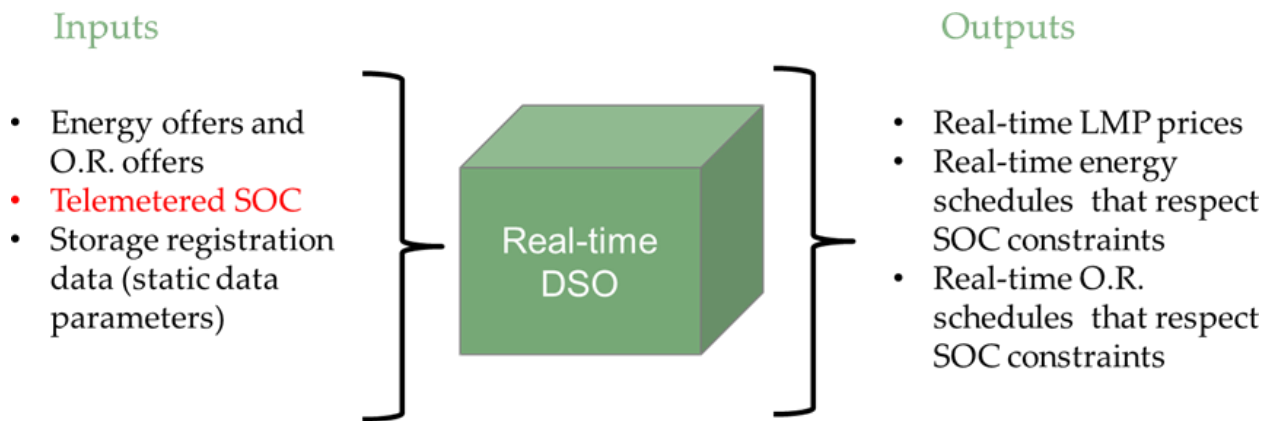 Inputs
• Energy offers and
O.R. offers
• Telemetered SOC
• Storage registration
data (static data
parameters)
Real-time
DSO
Outputs
• Real-time LMP prices
• Real-time energy
schedules that respect
SOC constraints
• Real-time O.R.
schedules that respect
SOC constraints